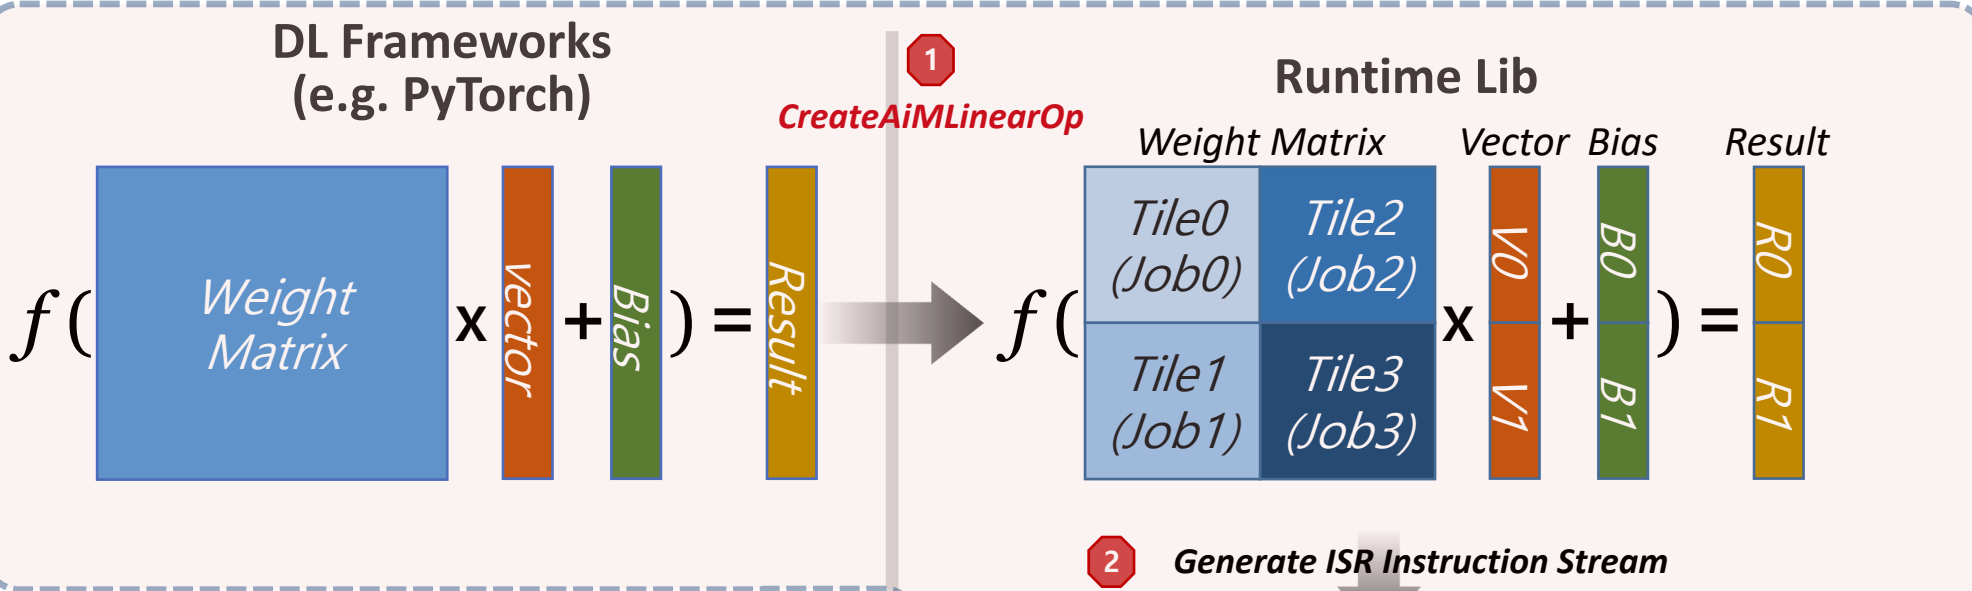 DL Frameworks
(e.g. PyTorch)
f(
Weight
Matrix
x
vector
+
Bias
)
=
Result
1
CreateAiMLinearOp
Runtime Lib
Weight Matrix
Vector
Bias
Result
f(
Tile0
(Job0)
Tile2
(Job2)
Tile1
(Job1)
Tile3
(Job3)
x
V0
V1
+
B0
B1
)
=
R0
R1
2
Generate ISR Instruction Stream